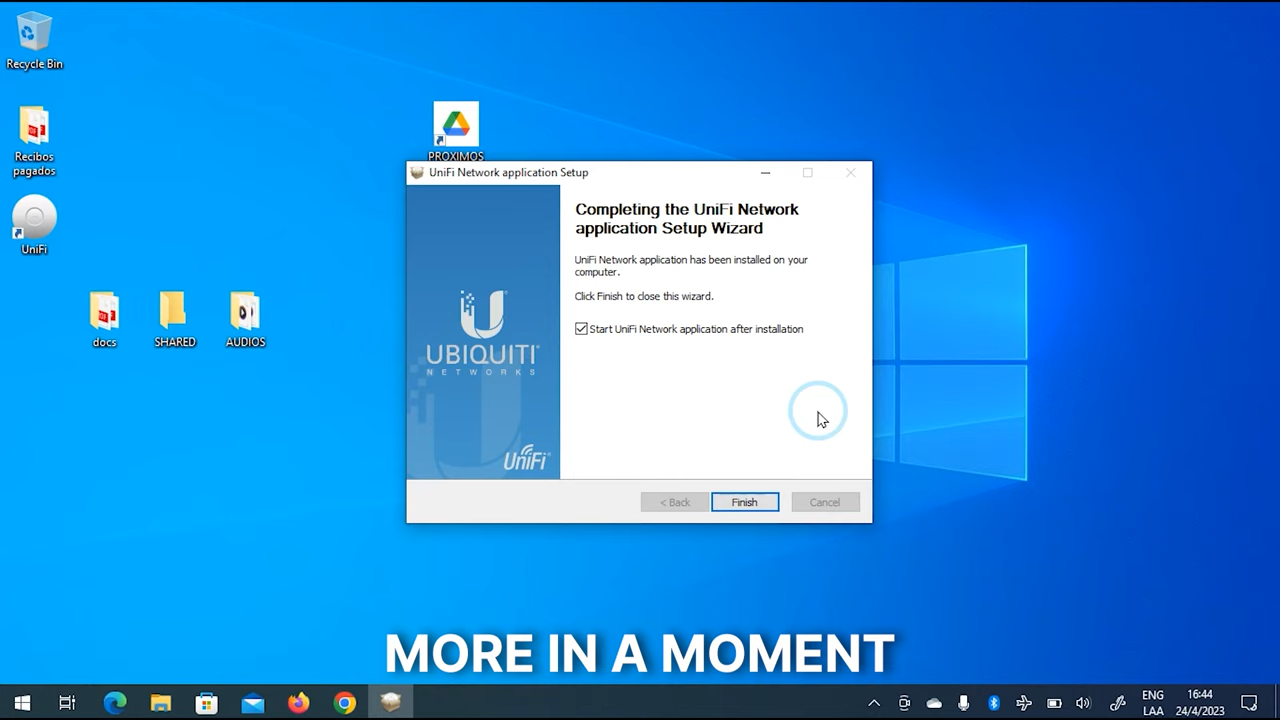 Recycle Bin
Recibos
pagados
UniFi
docs
SHARED
AUDIOS
PROXIMOS
UniFi Network application Setup
Completing the UniFi Network
application Setup Wizard
UniFi Network application has been installed on your
computer.
Click Finish to close this wizard.
Start UniFi Network application after installation
UBIQUITI
NETWORKS
UniFi
< Back
Finish
Cancel
MORE IN A MOMENT
ENG
LAA
16:44
24/4/2023